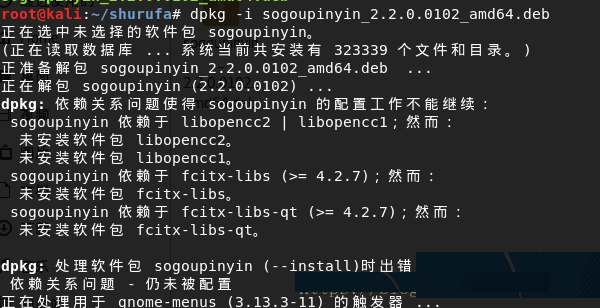 root@kali:~/shurufa# dpkg -i sogoupinyin_2.2.0.0102_amd64.deb
正在选中未选择的软件包 sogoupinyin。
(正在读取数据库 ... 系统当前共安装有 323339 个文件和目录。)
正准备解包 sogoupinyin_2.2.0.0102_amd64.deb  ...
正在解包 sogoupinyin (2.2.0.0102) ...
dpkg: 依赖关系问题使得 sogoupinyin 的配置工作不能继续：
 sogoupinyin 依赖于 libopencc2 | libopencc1；然而：
  未安装软件包 libopencc2。
  未安装软件包 libopencc1。
 sogoupinyin 依赖于 fcitx-libs (>= 4.2.7)；然而：
  未安装软件包 fcitx-libs。
 sogoupinyin 依赖于 fcitx-libs-qt (>= 4.2.7)；然而：
  未安装软件包 fcitx-libs-qt。
dpkg: 处理软件包 sogoupinyin (--install)时出错
 依赖关系问题 - 仍未被配置
正在处理用于 gnome-menus (3.13.3-11) 的触发器 ...